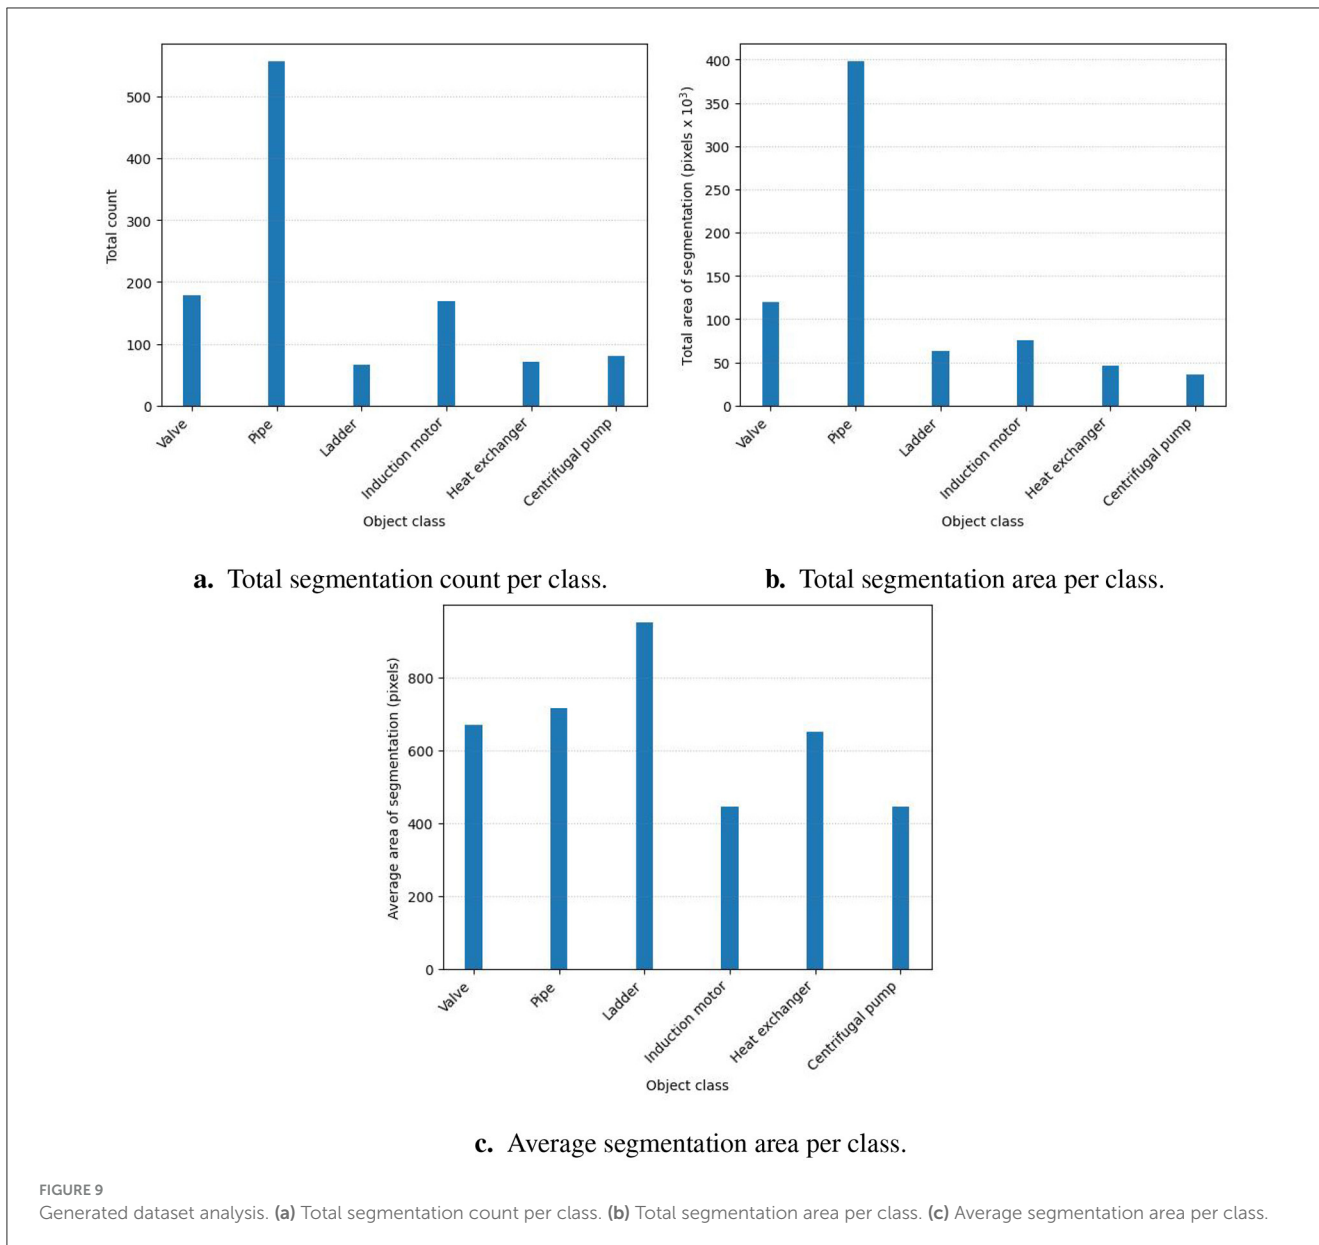 500
400
300
200
100
0
Total count
Valve
Pipe
Ladder
Induction motor
Heat exchanger
Centrifugal pump
Object class
a. Total segmentation count per class.
400
350
300
250
200
150
100
50
0
Total area of segmentation (pixels x 10³)
Valve
Pipe
Ladder
Induction motor
Heat exchanger
Centrifugal pump
Object class
b. Total segmentation area per class.
800
600
400
200
0
Average area of segmentation (pixels)
Valve
Pipe
Ladder
Induction motor
Heat exchanger
Centrifugal pump
Object class
c. Average segmentation area per class.
FIGURE 9
Generated dataset analysis. (a) Total segmentation count per class. (b) Total segmentation area per class. (c) Average segmentation area per class.